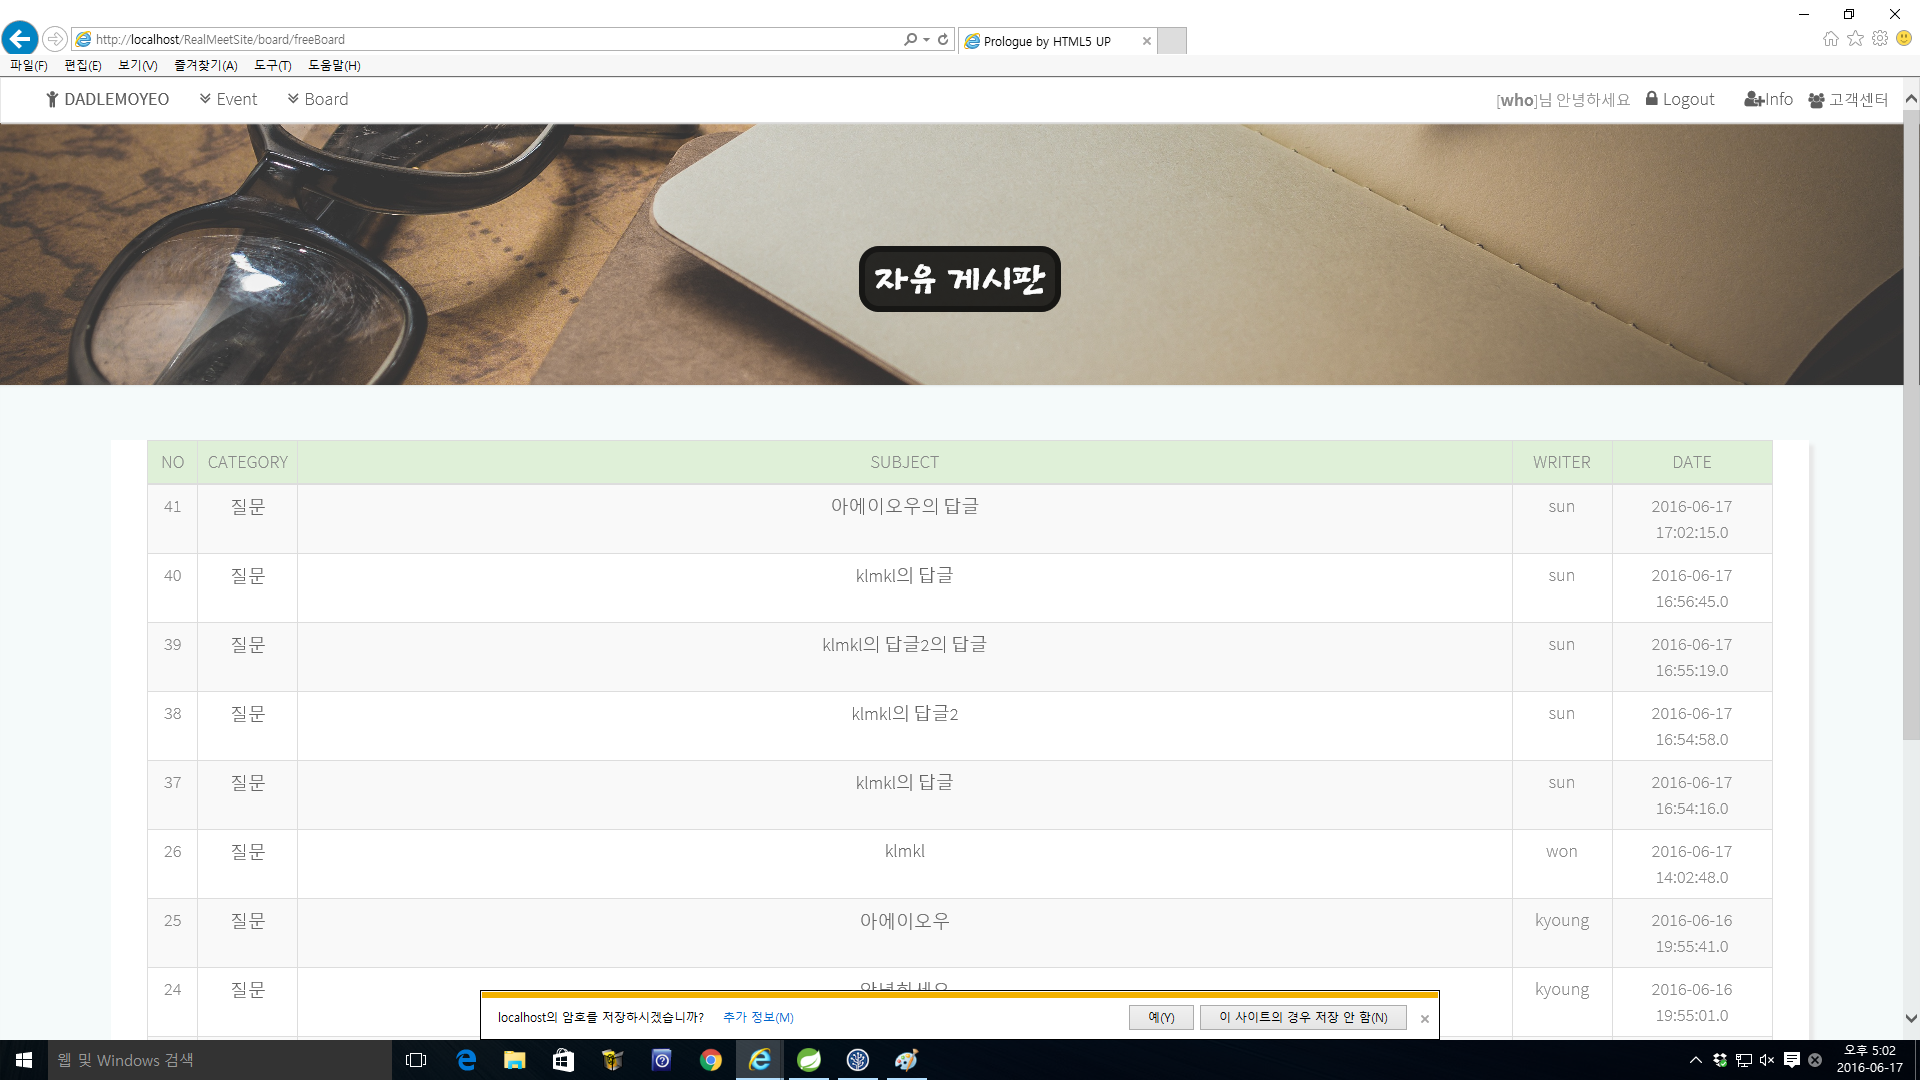 http://localhost/RealMeetSite/board/freeBoard
Prologue by HTML5 UP
파일(F) 편집(E) 보기(V) 즐겨찾기(A) 도구(T) 도움말(H)
DADLEMOYEO Event Board [who]님 안녕하세요 Logout Info 고객센터
자유 게시판
NO CATEGORY SUBJECT WRITER DATE
41 질문 아에이오우의 답글 sun 2016-06-17
17:02:15.0
40 질문 klmkl의 답글 sun 2016-06-17
16:56:45.0
39 질문 klmkl의 답글2의 답글 sun 2016-06-17
16:55:19.0
38 질문 klmkl의 답글2 sun 2016-06-17
16:54:58.0
37 질문 klmkl의 답글 sun 2016-06-17
16:54:16.0
26 질문 klmkl won 2016-06-17
14:02:48.0
25 질문 아에이오우 kyoung 2016-06-16
19:55:41.0
24 질문 안녕하세요 kyoung 2016-06-16
19:55:01.0
localhost의 암호를 저장하시겠습니까? 추가 정보(M) 예(Y) 이 사이트의 경우 저장 안 함(N)
웹 및 Windows 검색
오후 5:02
2016-06-17